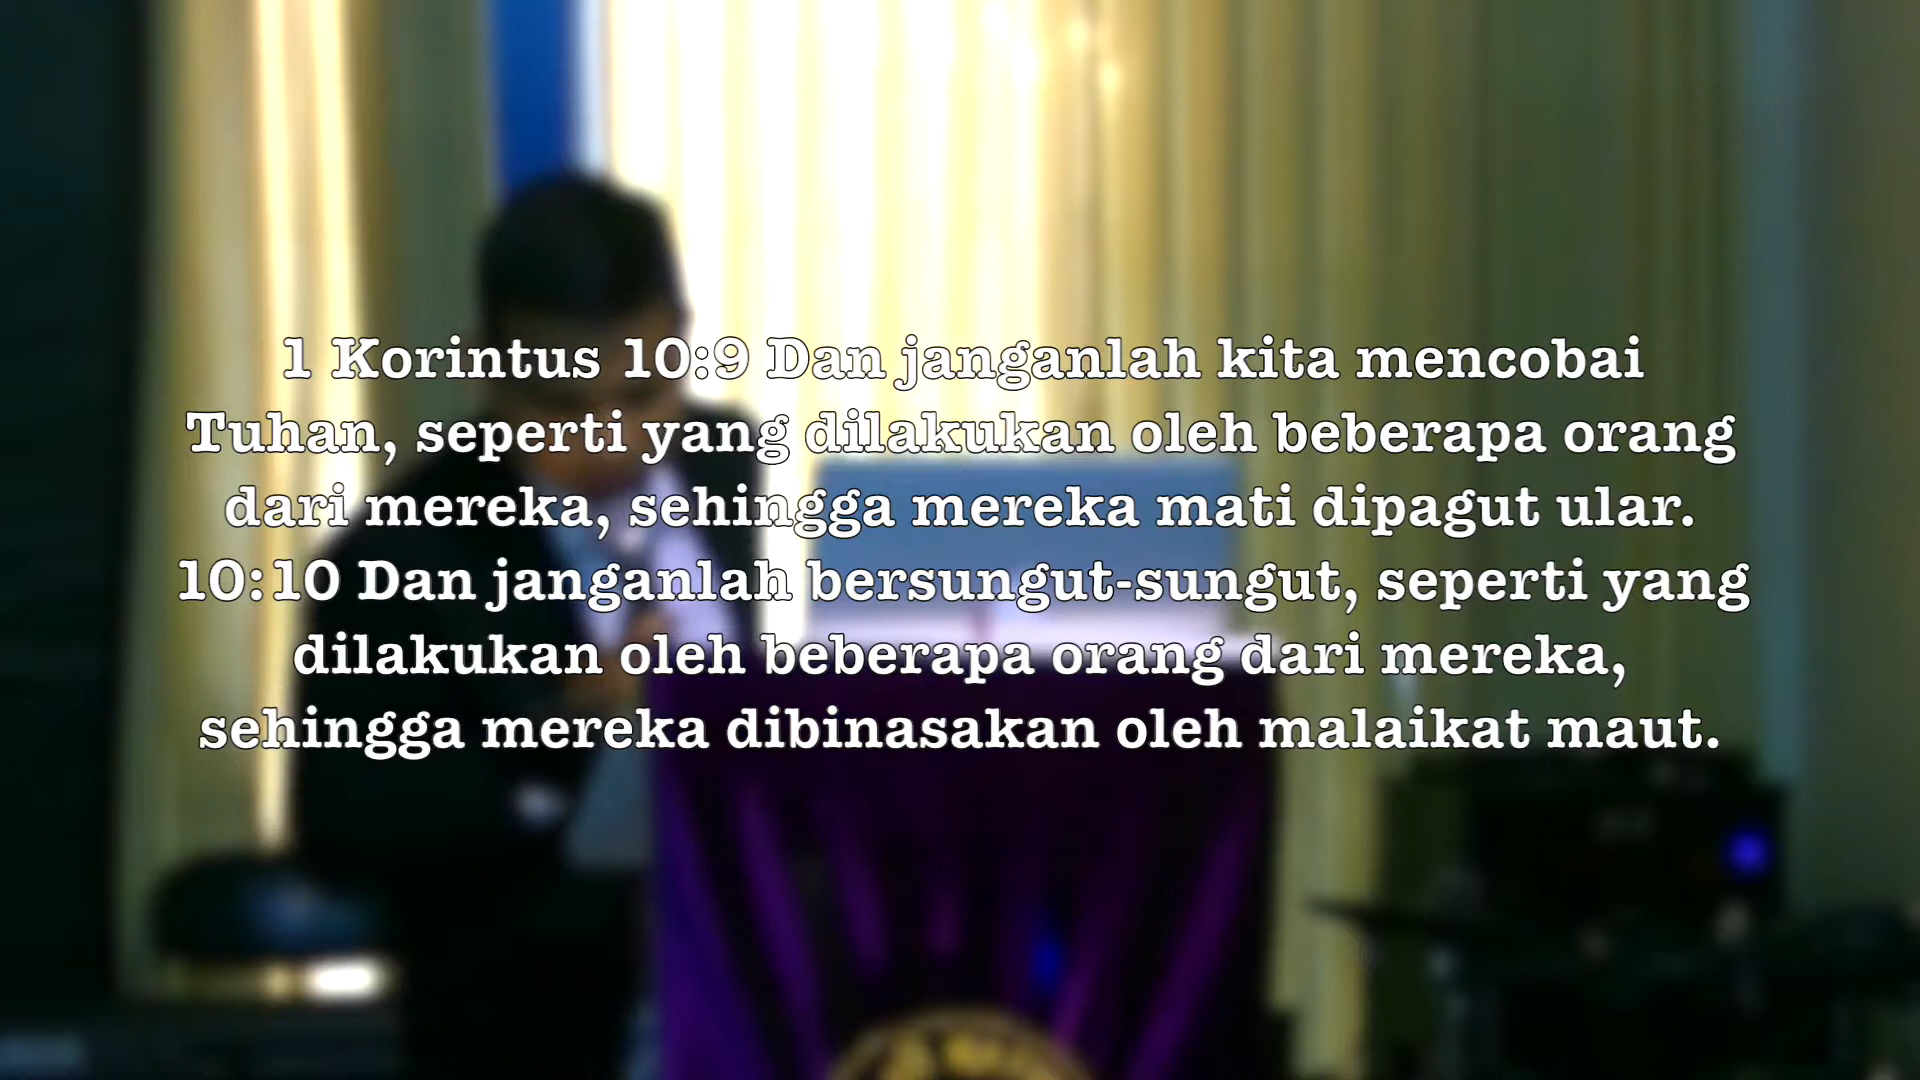 1 Korintus 10:9 Dan janganlah kita mencobai
Tuhan, seperti yang dilakukan oleh beberapa orang
dari mereka, sehingga mereka mati dipagut ular.
10:10 Dan janganlah bersungut-sungut, seperti yang
dilakukan oleh beberapa orang dari mereka,
sehingga mereka dibinasakan oleh malaikat maut.